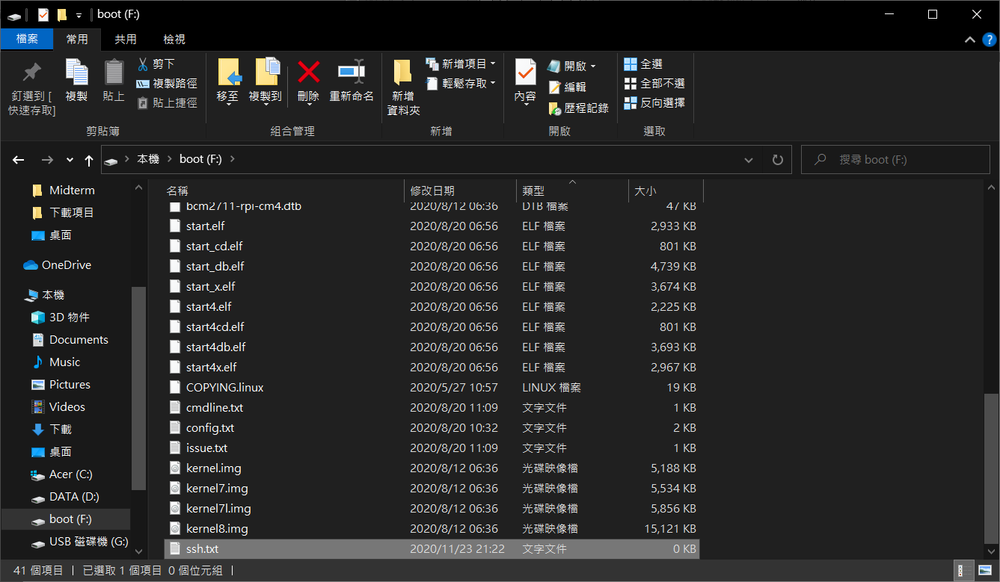 boot (F:)
檔案 常用 共用 檢視
釘選到 [
快速存取]
複製
貼上
剪下
複製路徑
貼上捷徑
剪貼簿
移至
複製到
刪除
重新命名
組合管理
新增
資料夾
新增項目
輕鬆存取
新增
內容
開啟
編輯
歷程記錄
開啟
全選
全部不選
反向選擇
選取
本機 boot (F:)
搜尋 boot (F:)
Midterm
下載項目
桌面
OneDrive
本機
3D 物件
Documents
Music
Pictures
Videos
下載
桌面
Acer (C:)
DATA (D:)
boot (F:)
USB 磁碟機 (G:)
名稱 修改日期 類型 大小
bcm2711-rpi-cm4.dtb 2020/8/12 06:36 DTB 檔案 47 KB
start.elf 2020/8/20 06:56 ELF 檔案 2,933 KB
start_cd.elf 2020/8/20 06:56 ELF 檔案 801 KB
start_db.elf 2020/8/20 06:56 ELF 檔案 4,739 KB
start_x.elf 2020/8/20 06:56 ELF 檔案 3,674 KB
start4.elf 2020/8/20 06:56 ELF 檔案 2,225 KB
start4cd.elf 2020/8/20 06:56 ELF 檔案 801 KB
start4db.elf 2020/8/20 06:56 ELF 檔案 3,693 KB
start4x.elf 2020/8/20 06:56 ELF 檔案 2,967 KB
COPYING.linux 2020/5/27 10:57 LINUX 檔案 19 KB
cmdline.txt 2020/8/20 11:09 文字文件 1 KB
config.txt 2020/8/20 10:32 文字文件 2 KB
issue.txt 2020/8/20 11:09 文字文件 1 KB
kernel.img 2020/8/12 06:36 光碟映像檔 5,188 KB
kernel7.img 2020/8/12 06:36 光碟映像檔 5,534 KB
kernel7l.img 2020/8/12 06:36 光碟映像檔 5,856 KB
kernel8.img 2020/8/12 06:36 光碟映像檔 15,121 KB
ssh.txt 2020/11/23 21:22 文字文件 0 KB
41 個項目 已選取 1 個項目 0 個位元組